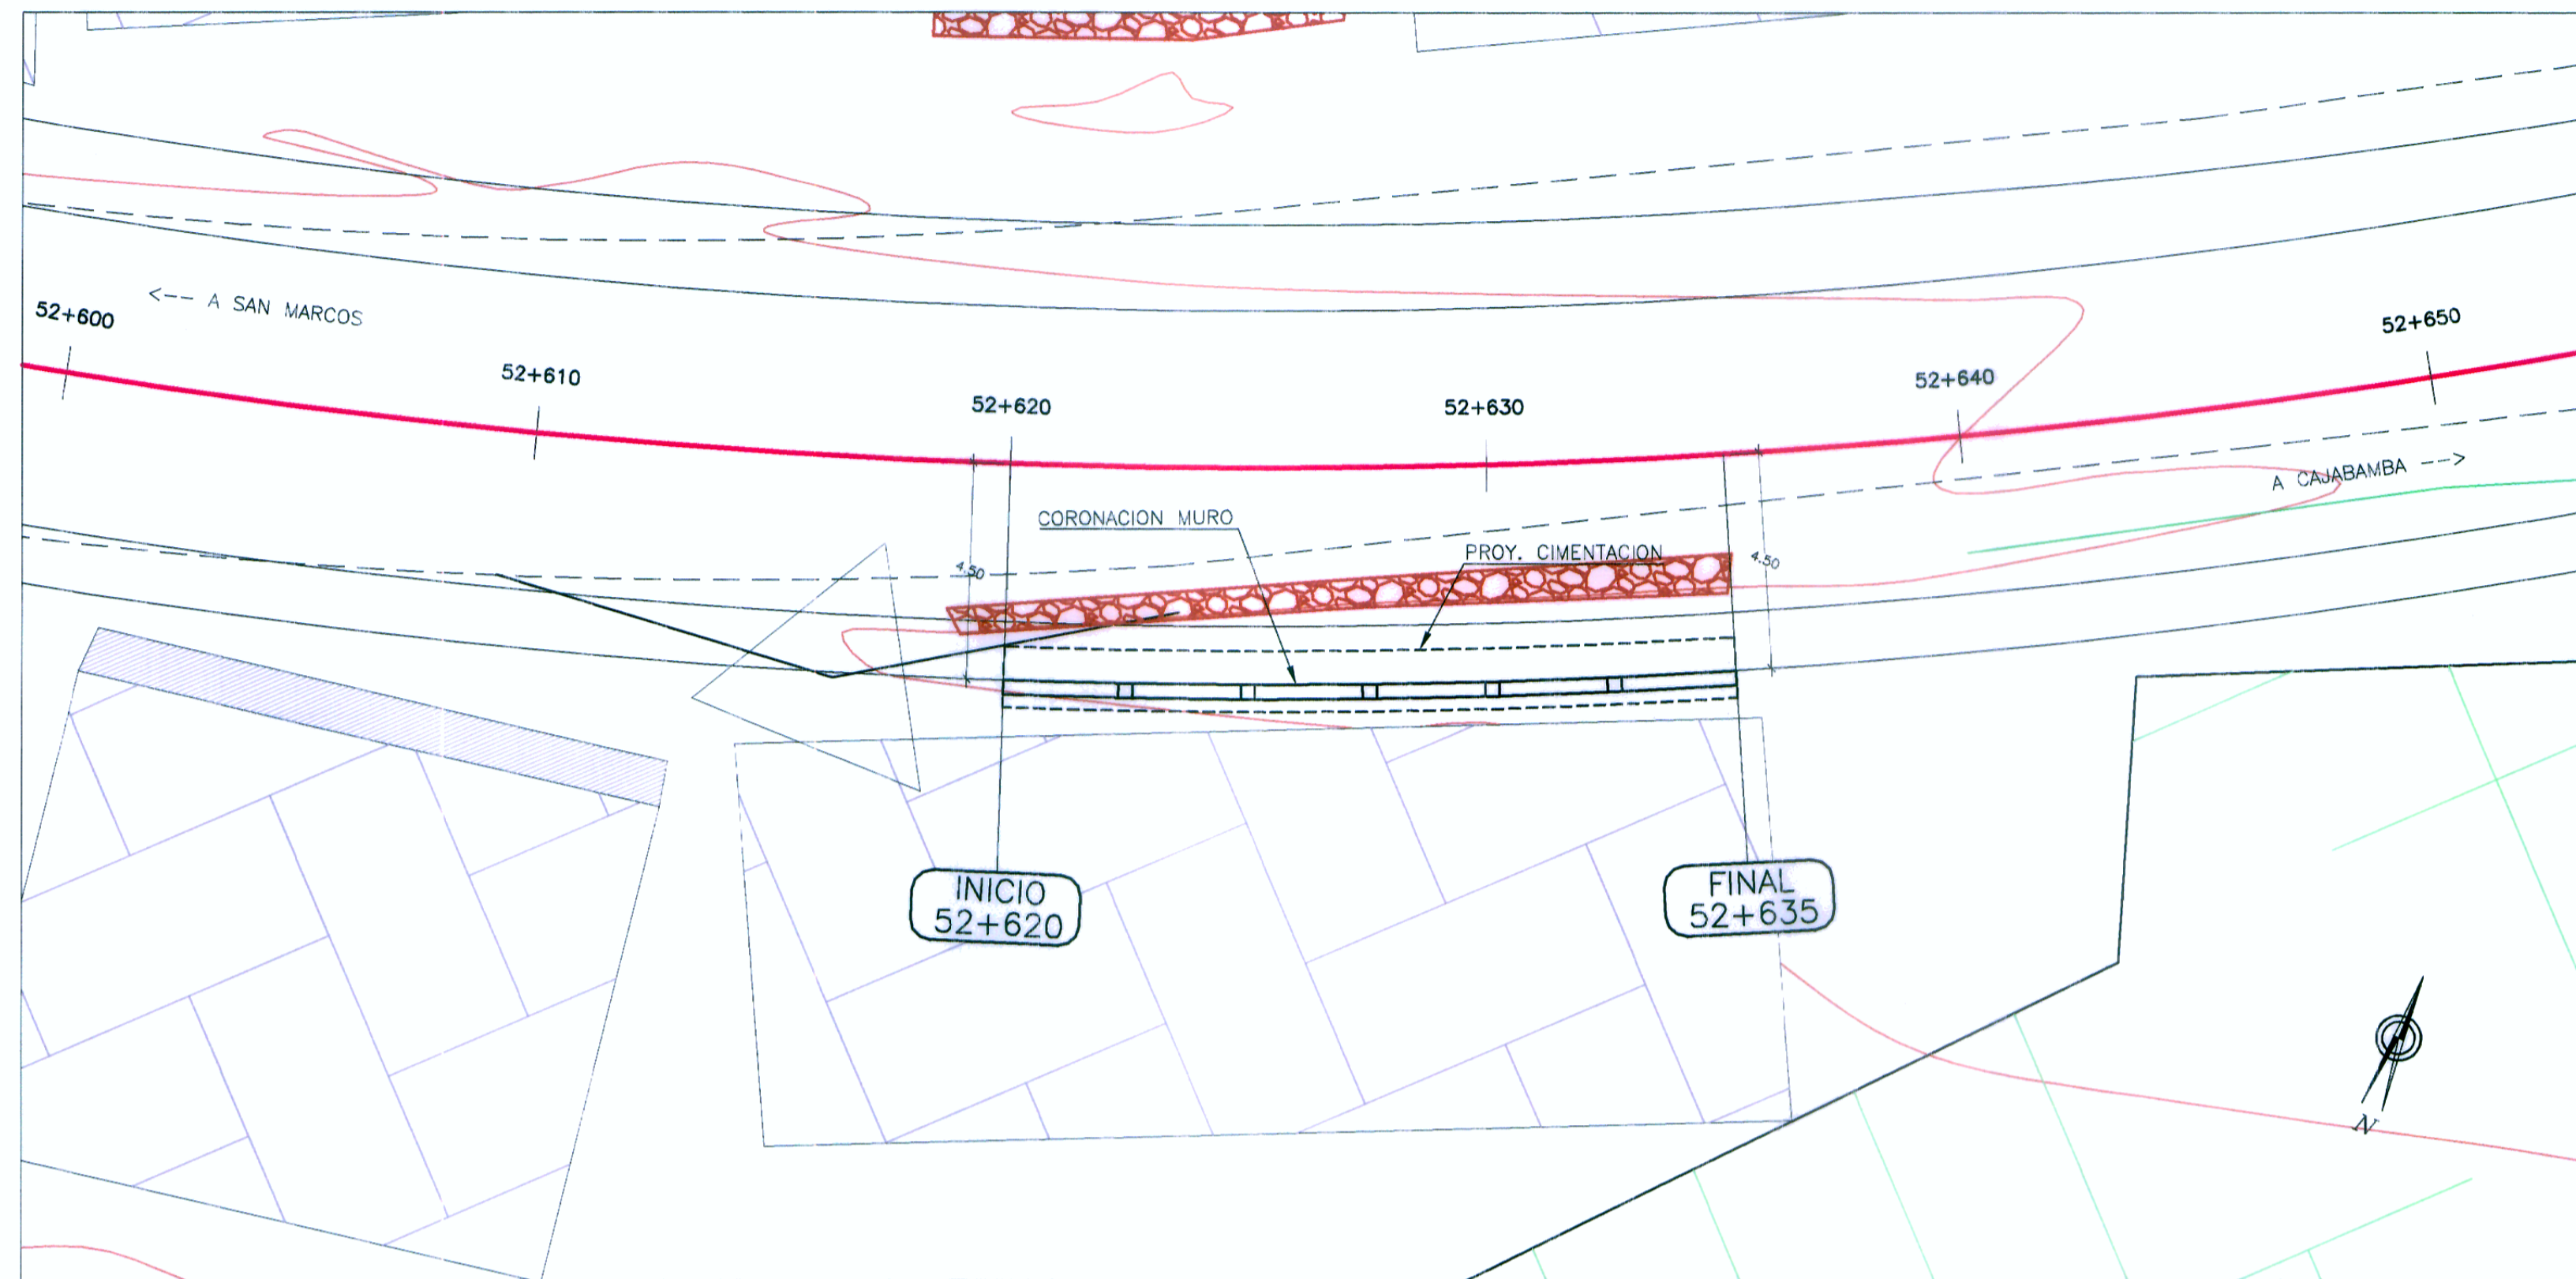 <--- A SAN MARCOS
52+600
52+610
52+620
52+630
52+640
52+650
A CAJABAMBA --->
CORONACION MURO
PROY. CIMENTACION
4.50
4.50
INICIO
52+620
FINAL
52+635
N